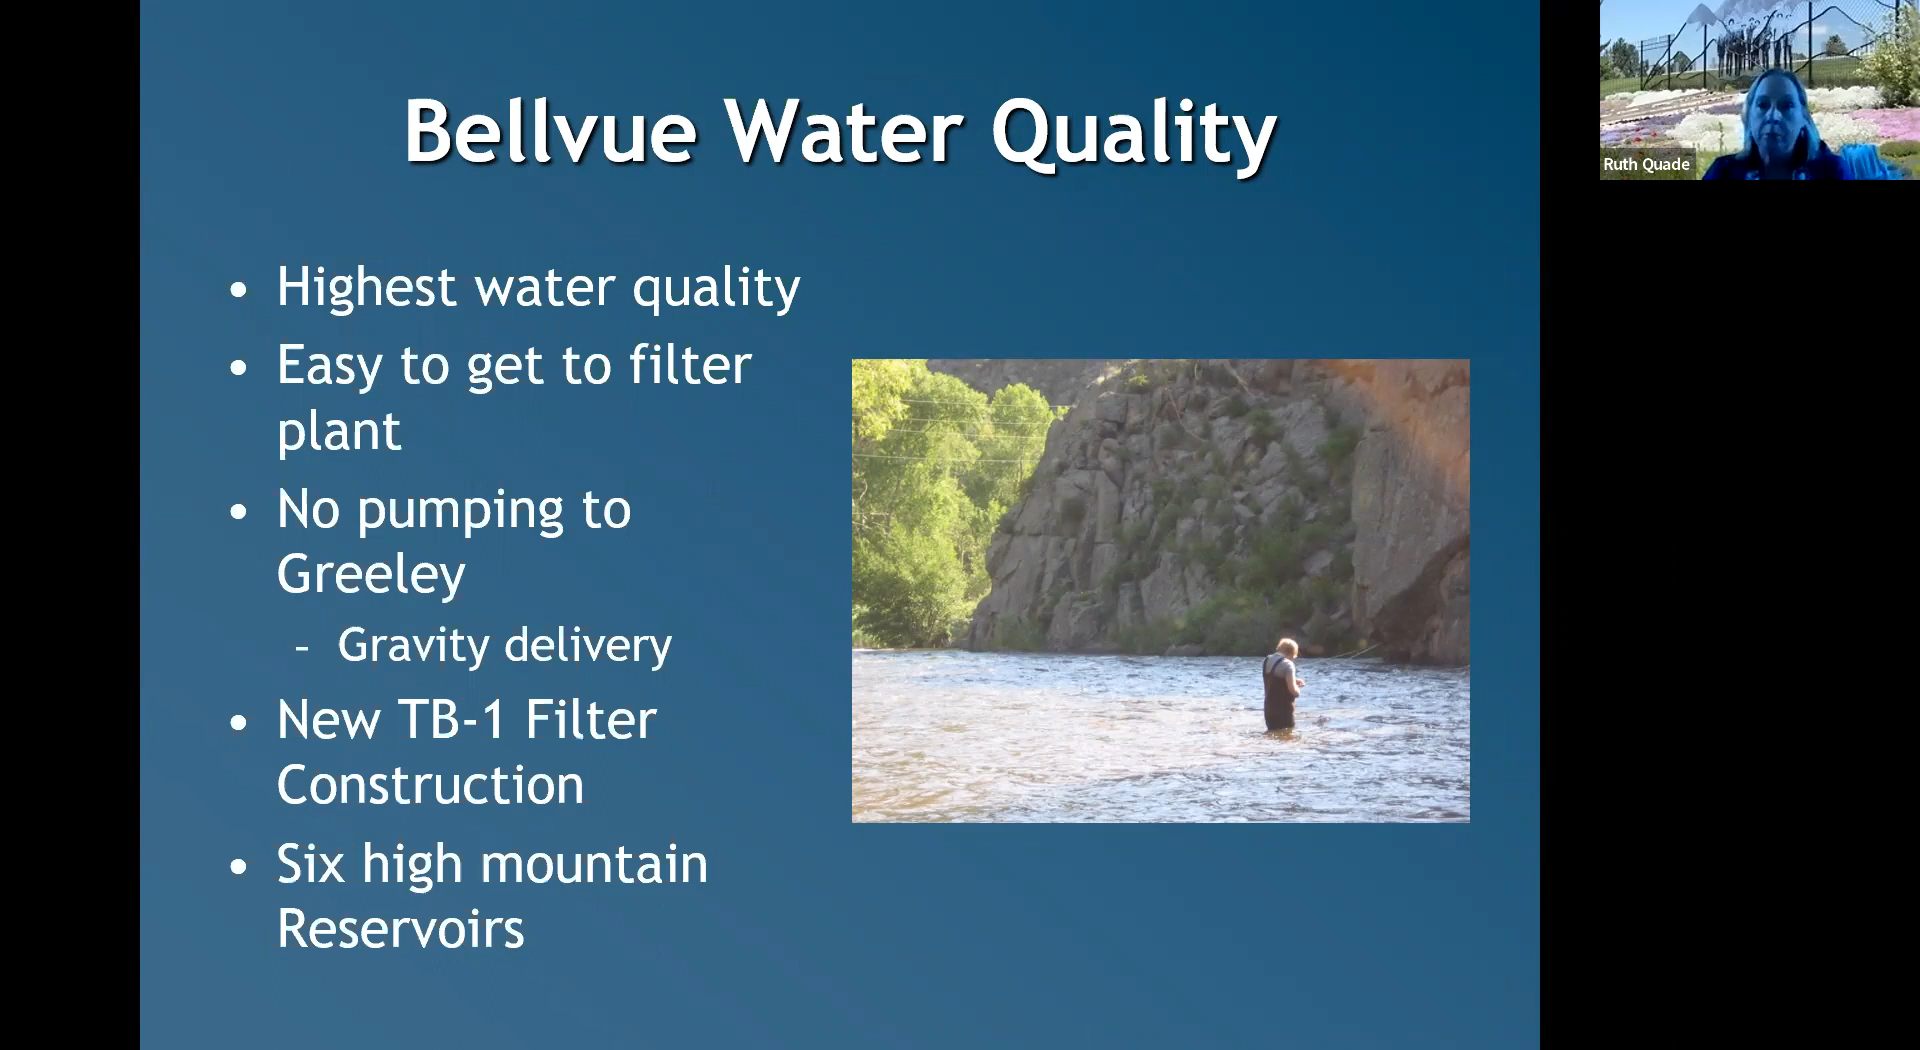 Bellvue Water Quality
• Highest water quality
• Easy to get to filter
plant
• No pumping to
Greeley
– Gravity delivery
• New TB-1 Filter
Construction
• Six high mountain
Reservoirs
Ruth Quade